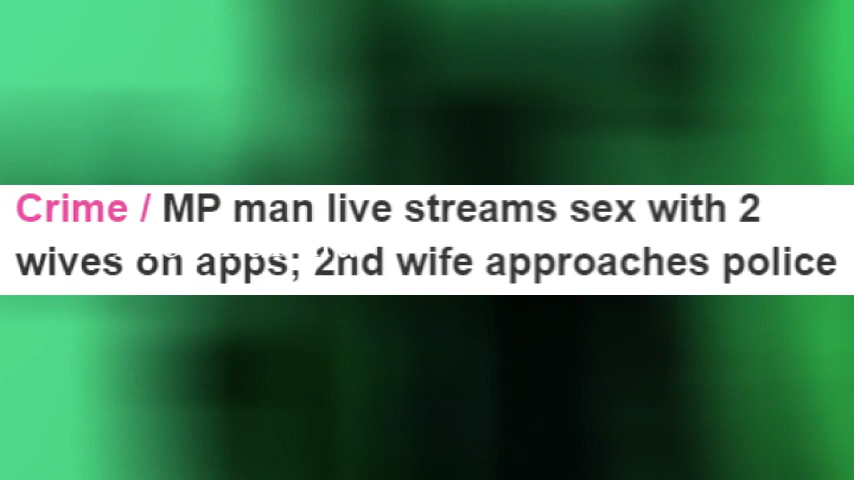 Crime / MP man live streams sex with 2
wives on apps; 2nd wife approaches police